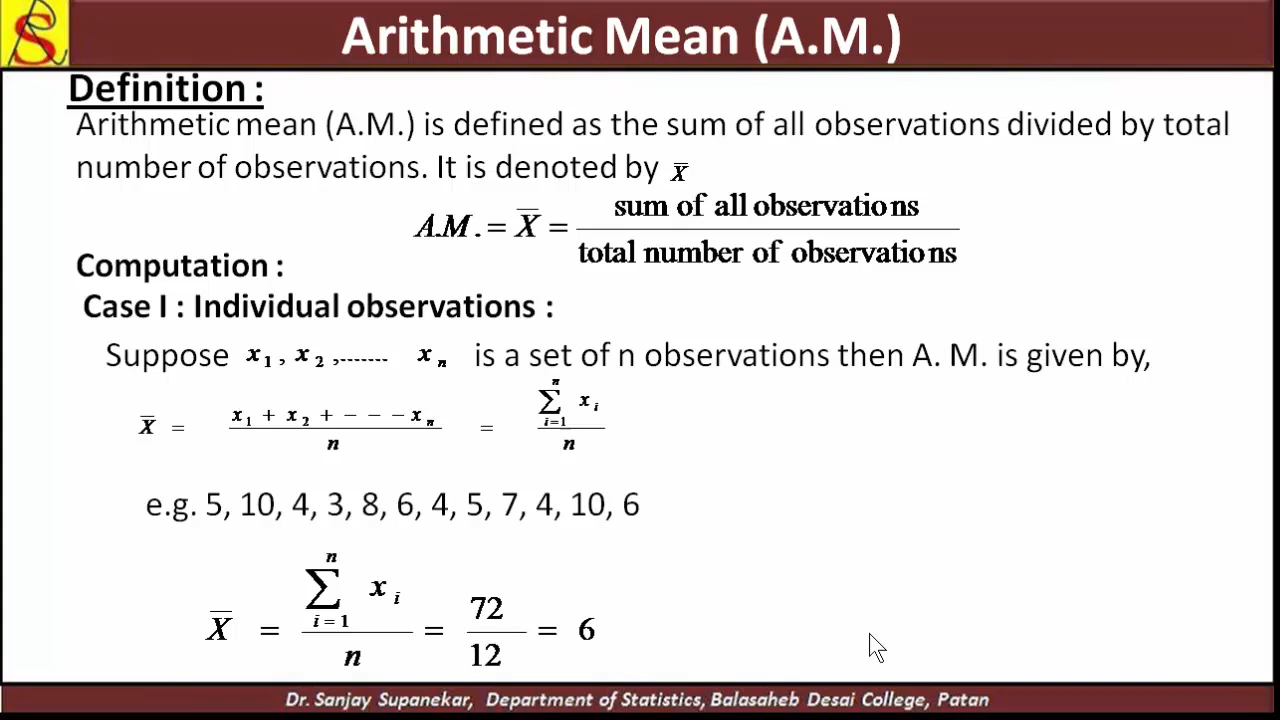 S
Arithmetic Mean (A.M.)
Definition :
Arithmetic mean (A.M.) is defined as the sum of all observations divided by total
number of observations. It is denoted by X̅
A.M. = X̅ = sum of all observations / total number of observations
Computation :
Case I : Individual observations :
Suppose x₁ , x₂ ,....... xₙ is a set of n observations then A. M. is given by,
X̅ = (x₁ + x₂ + − − − xₙ) / n = (∑ⁿᵢ₌₁ xᵢ) / n
e.g. 5, 10, 4, 3, 8, 6, 4, 5, 7, 4, 10, 6
X̅ = (∑ⁿᵢ₌₁ xᵢ) / n = 72 / 12 = 6
Dr. Sanjay Supanekar, Department of Statistics, Balasaheb Desai College, Patan